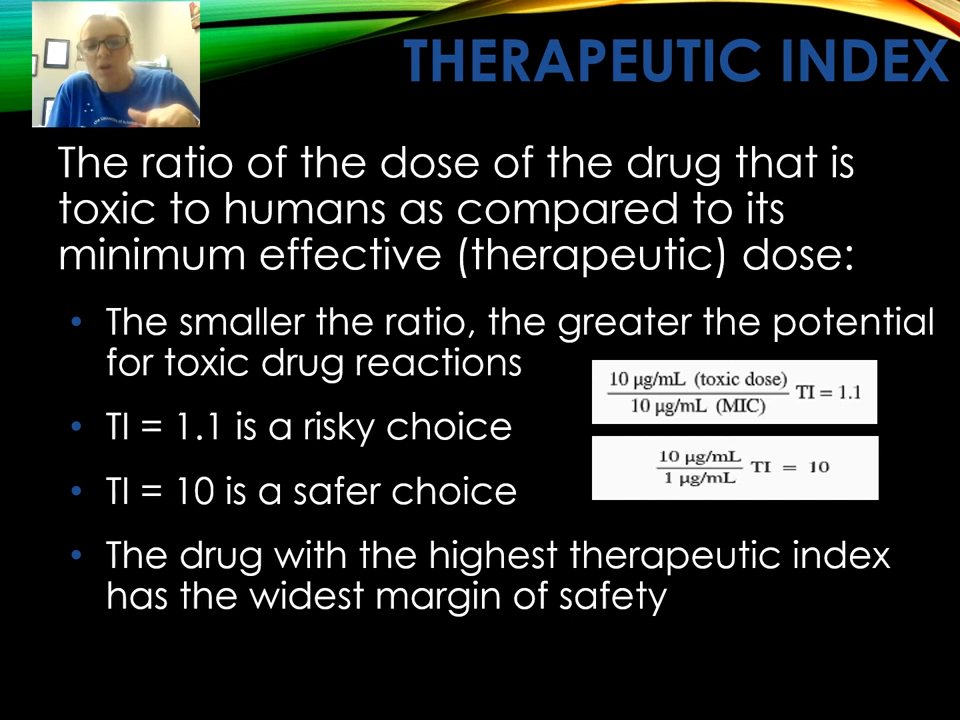 THERAPEUTIC INDEX
The ratio of the dose of the drug that is
toxic to humans as compared to its
minimum effective (therapeutic) dose:
• The smaller the ratio, the greater the potential
for toxic drug reactions
10 µg/mL (toxic dose)
10 µg/mL (MIC)
TI = 1.1
• TI = 1.1 is a risky choice
10 µg/mL
1 µg/mL
TI = 10
• TI = 10 is a safer choice
• The drug with the highest therapeutic index
has the widest margin of safety